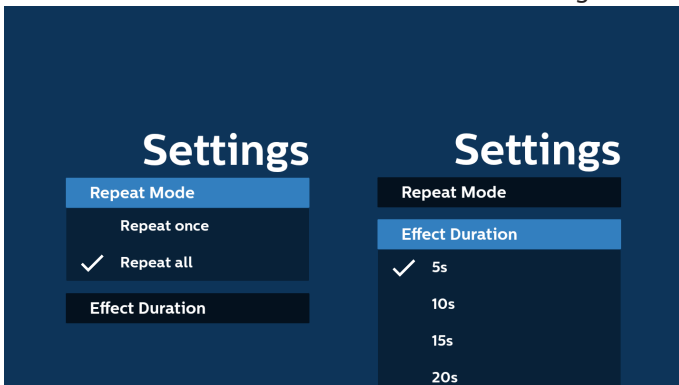 Settings
Repeat Mode
Repeat once
Repeat all
Effect Duration
Settings
Repeat Mode
Effect Duration
5s
10s
15s
20s